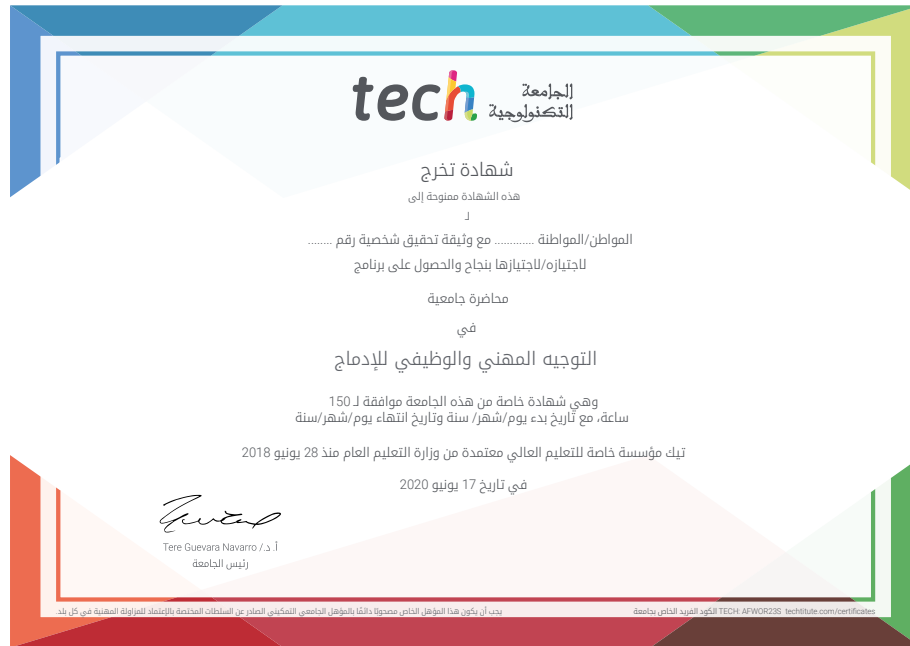 tech الجامعة
التكنولوجية
شهادة تخرج
هذه الشهادة ممنوحة إلى
لـ
المواطن/المواطنة ............ مع وثيقة تحقيق شخصية رقم ........
لاجتيازه/لاجتيازها بنجاح والحصول على برنامج
محاضرة جامعية
في
التوجيه المهني والوظيفي للإدماج
وهي شهادة خاصة من هذه الجامعة موافقة لـ 150
ساعة، مع تاريخ بدء يوم/شهر/ سنة وتاريخ انتهاء يوم/شهر/سنة
تيك مؤسسة خاصة للتعليم العالي معتمدة من وزارة التعليم العام منذ 28 يونيو 2018
في تاريخ 17 يونيو 2020
أ. د./ Tere Guevara Navarro
رئيس الجامعة
يجب أن يكون هذا المؤهل الخاص مصحوبًا دائمًا بالمؤهل الجامعي التمكيني الصادر عن السلطات المختصة بالإعتماد للمزاولة المهنية في كل بلد.
الكود الفريد الخاص بجامعة TECH: AFWOR23S techtitute.com/certificates